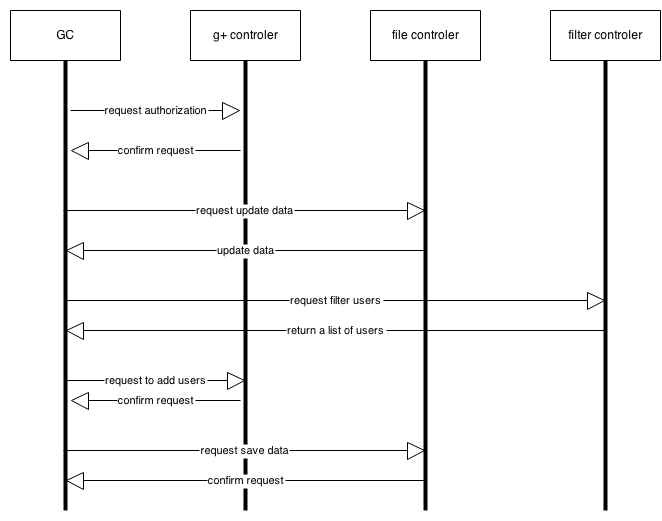 GC
g+ controler
file controler
filter controler
request authorization
confirm request
request update data
update data
request filter users
return a list of users
request to add users
confirm request
request save data
confirm request